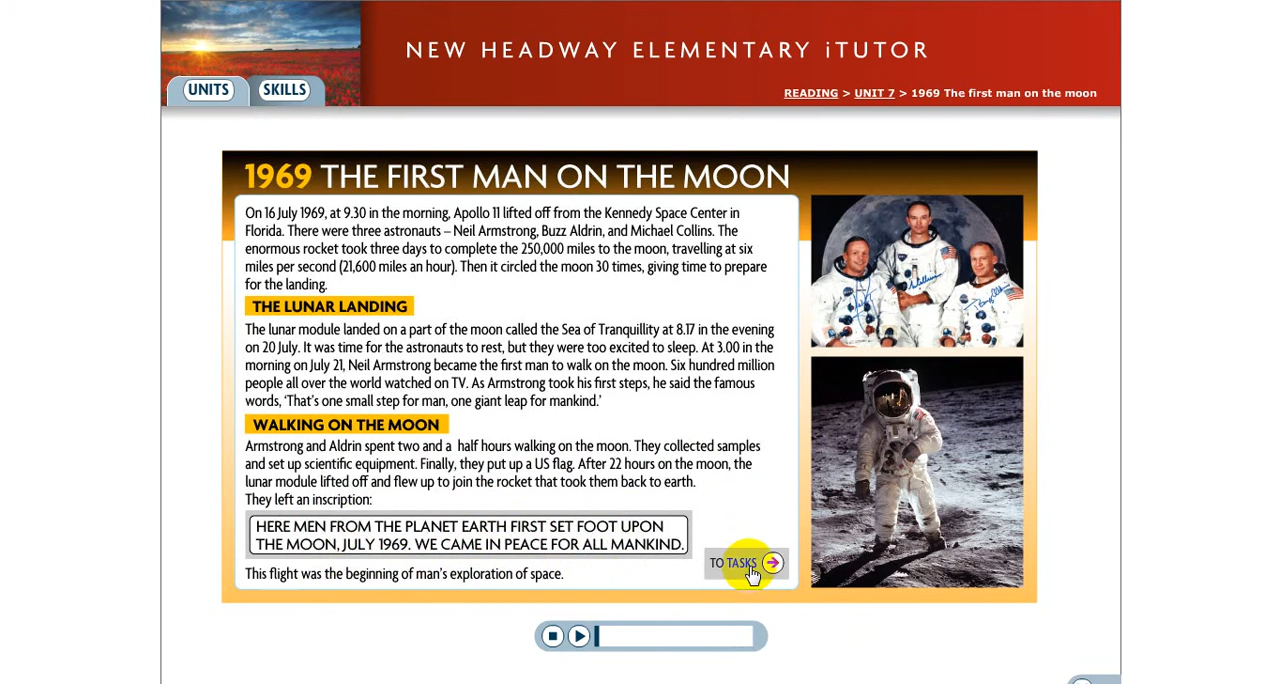 NEW HEADWAY ELEMENTARY iTUTOR
UNITS
SKILLS
READING > UNIT 7 > 1969 The first man on the moon
1969 THE FIRST MAN ON THE MOON
On 16 July 1969, at 9.30 in the morning, Apollo 11 lifted off from the Kennedy Space Center in
Florida. There were three astronauts – Neil Armstrong, Buzz Aldrin, and Michael Collins. The
enormous rocket took three days to complete the 250,000 miles to the moon, travelling at six
miles per second (21,600 miles an hour). Then it circled the moon 30 times, giving time to prepare
for the landing.
THE LUNAR LANDING
The lunar module landed on a part of the moon called the Sea of Tranquillity at 8.17 in the evening
on 20 July. It was time for the astronauts to rest, but they were too excited to sleep. At 3.00 in the
morning on July 21, Neil Armstrong became the first man to walk on the moon. Six hundred million
people all over the world watched on TV. As Armstrong took his first steps, he said the famous
words, ‘That’s one small step for man, one giant leap for mankind.’
WALKING ON THE MOON
Armstrong and Aldrin spent two and a half hours walking on the moon. They collected samples
and set up scientific equipment. Finally, they put up a US flag. After 22 hours on the moon, the
lunar module lifted off and flew up to join the rocket that took them back to earth.
They left an inscription:
HERE MEN FROM THE PLANET EARTH FIRST SET FOOT UPON
THE MOON, JULY 1969. WE CAME IN PEACE FOR ALL MANKIND.
TO TASKS
This flight was the beginning of man’s exploration of space.